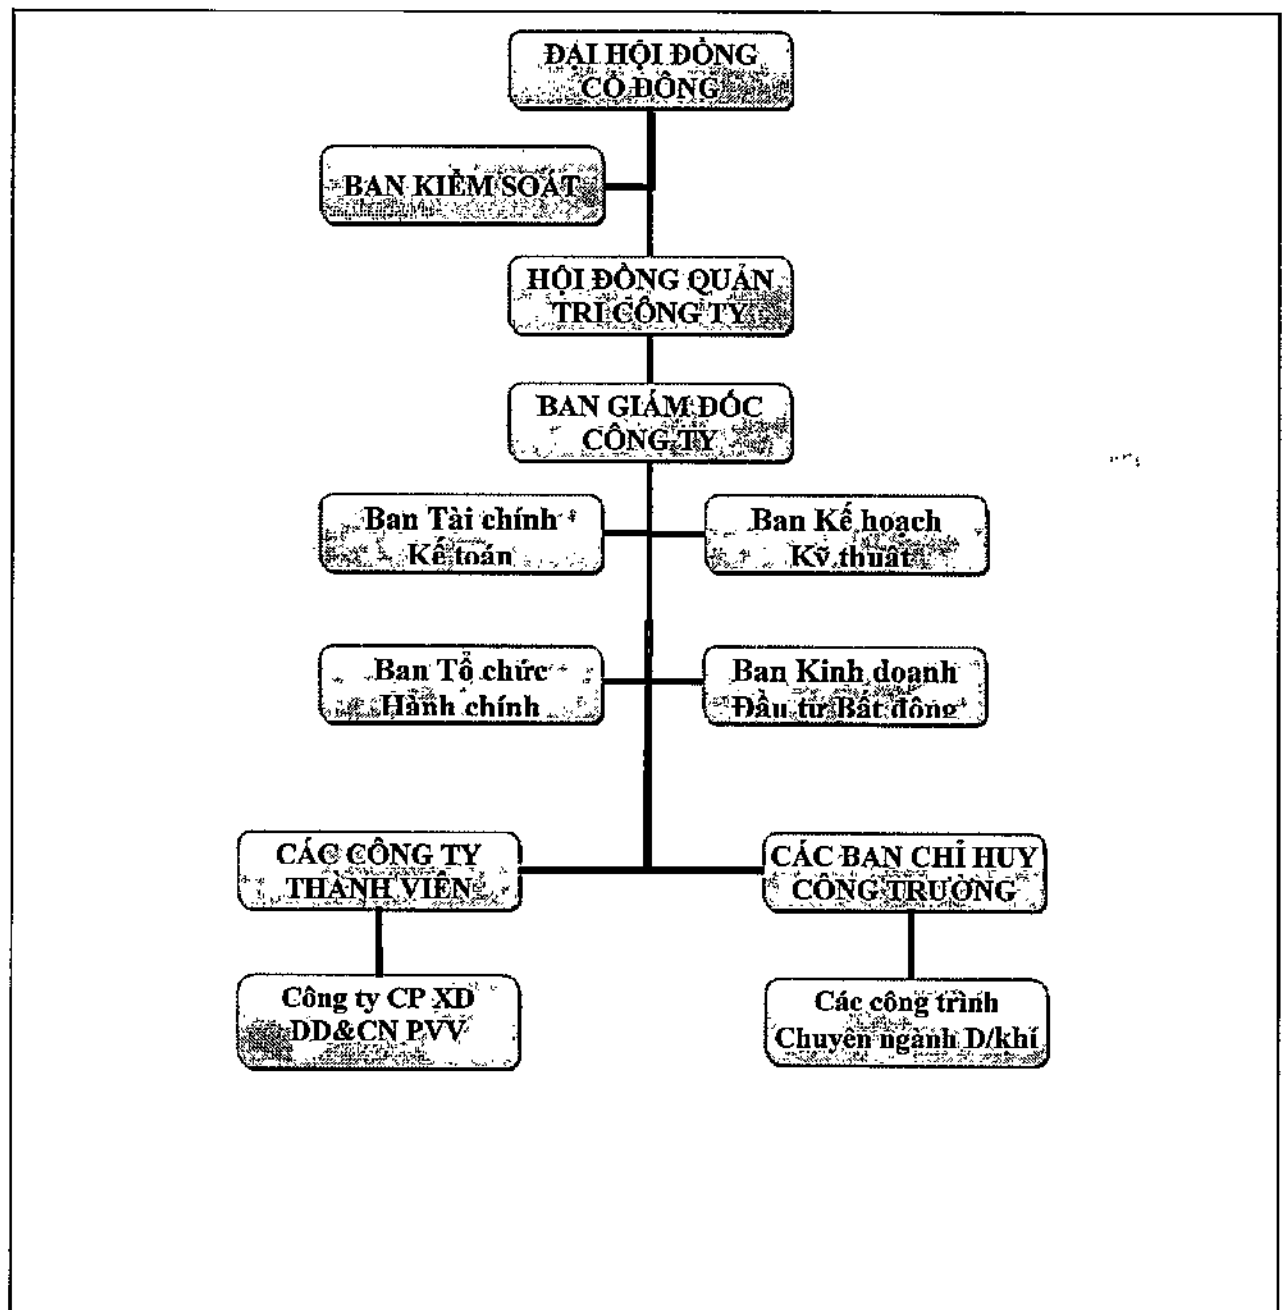 ĐẠI HỘI ĐỒNG
CỔ ĐÔNG
BAN KIỂM SOÁT
HỘI ĐỒNG QUẢN
TRỊ CÔNG TY
BAN GIÁM ĐỐC
CÔNG TY
Ban Tài chính
Kế toán
Ban Kế hoạch
Kỹ thuật
Ban Tổ chức
Hành chính
Ban Kinh doanh
Đầu tư Bất động
CÁC CÔNG TY
THÀNH VIÊN
CÁC BAN CHỈ HUY
CÔNG TRƯỜNG
Công ty CP XD
DD&CN PVV
Các công trình
Chuyên ngành D/khí